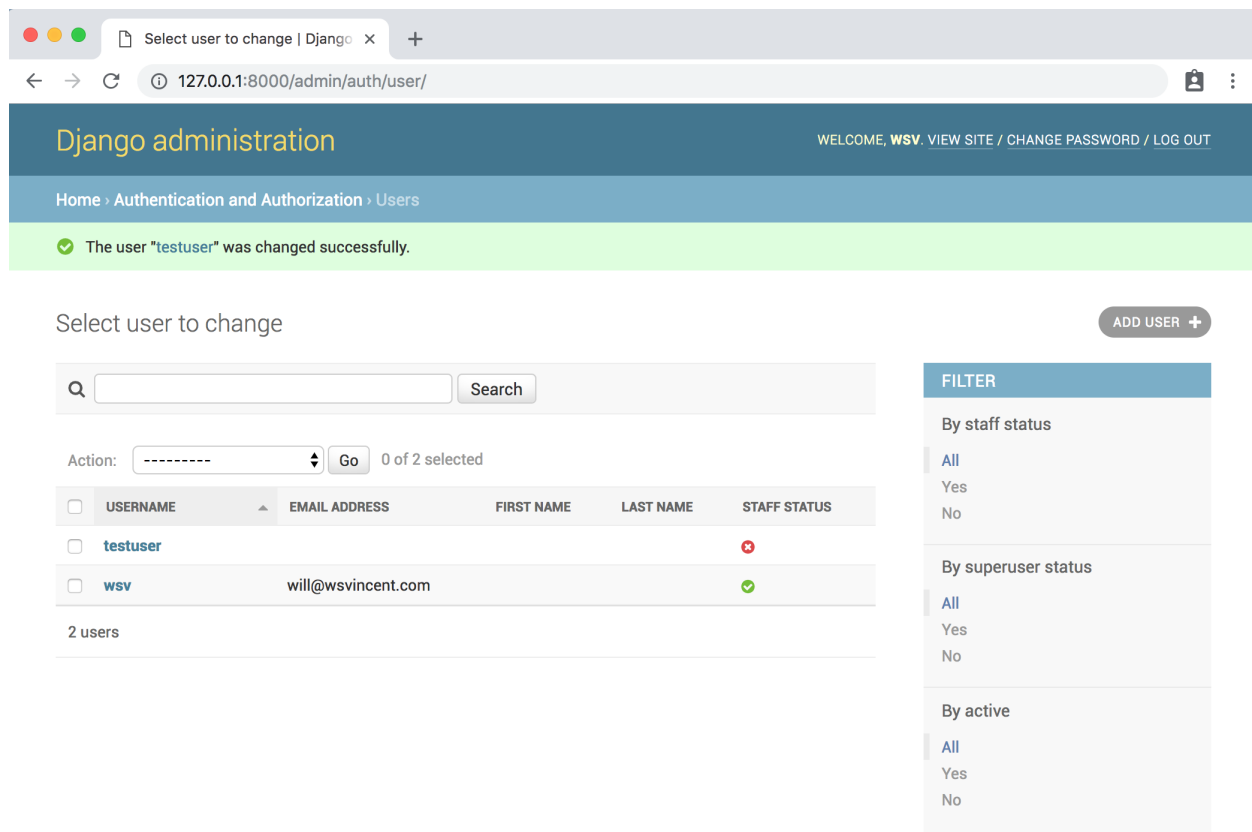 Select user to change | Django
127.0.0.1:8000/admin/auth/user/
Django administration
WELCOME, WSV. VIEW SITE / CHANGE PASSWORD / LOG OUT
Home › Authentication and Authorization › Users
The user "testuser" was changed successfully.
Select user to change
ADD USER
Search
FILTER
By staff status
All
Yes
No
By superuser status
All
Yes
No
By active
All
Yes
No
Action: --------- Go 0 of 2 selected
USERNAME EMAIL ADDRESS FIRST NAME LAST NAME STAFF STATUS
testuser
wsv will@wsvincent.com
2 users